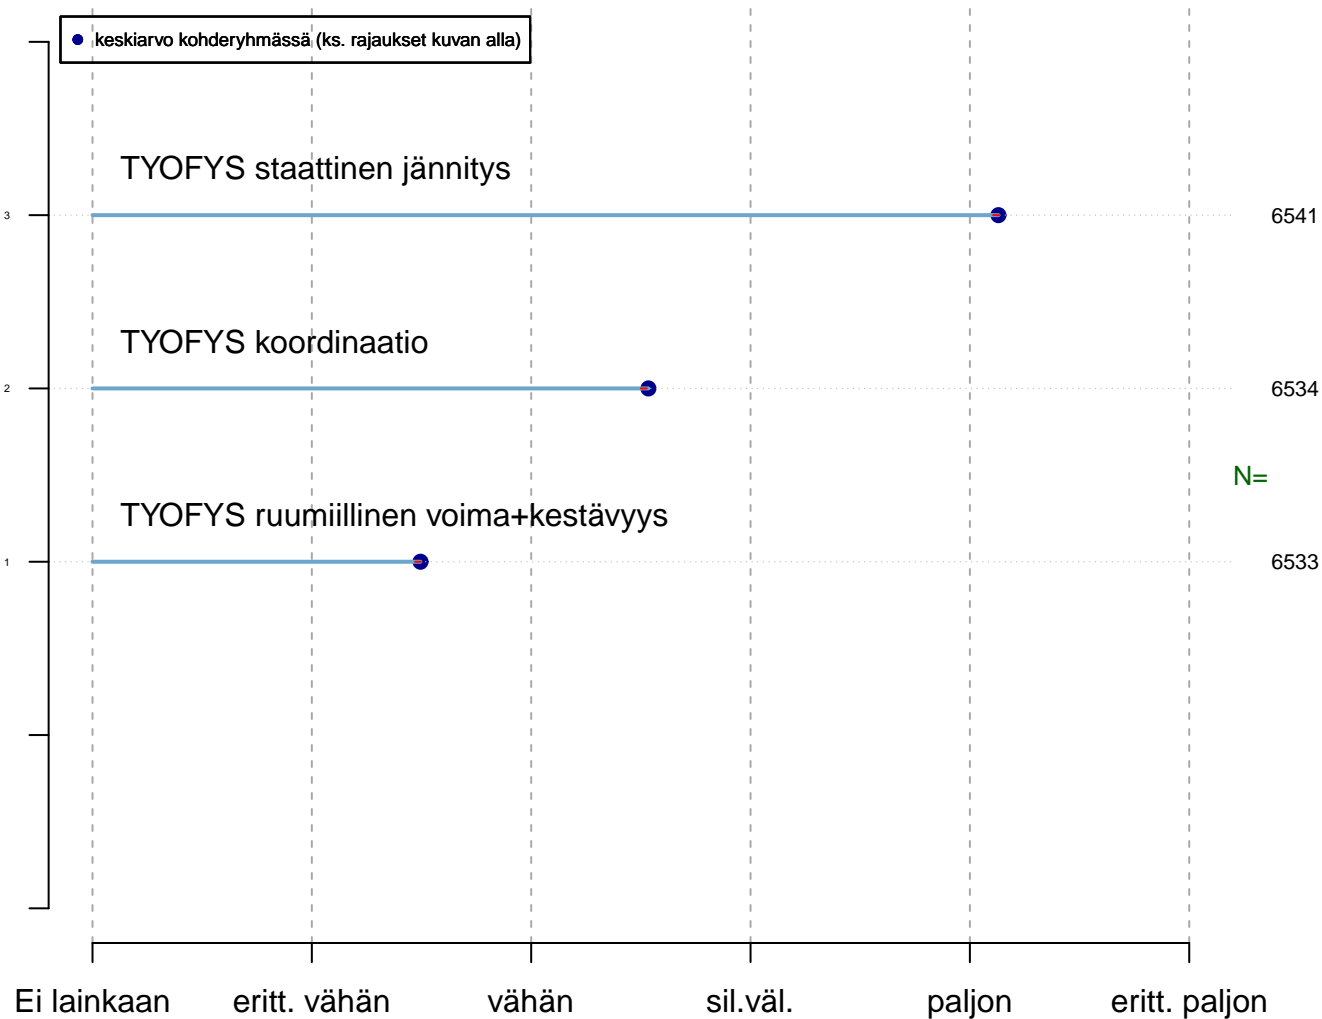 keskiarvo kohderyhmässä (ks. rajaukset kuvan alla)
TYOFYS staattinen jännitys
3
6541
TYOFYS koordinaatio
2
6534
N=
TYOFYS ruumiillinen voima+kestävyys
1
6533
Ei lainkaan eritt. vähän vähän sil.väl. paljon eritt. paljon